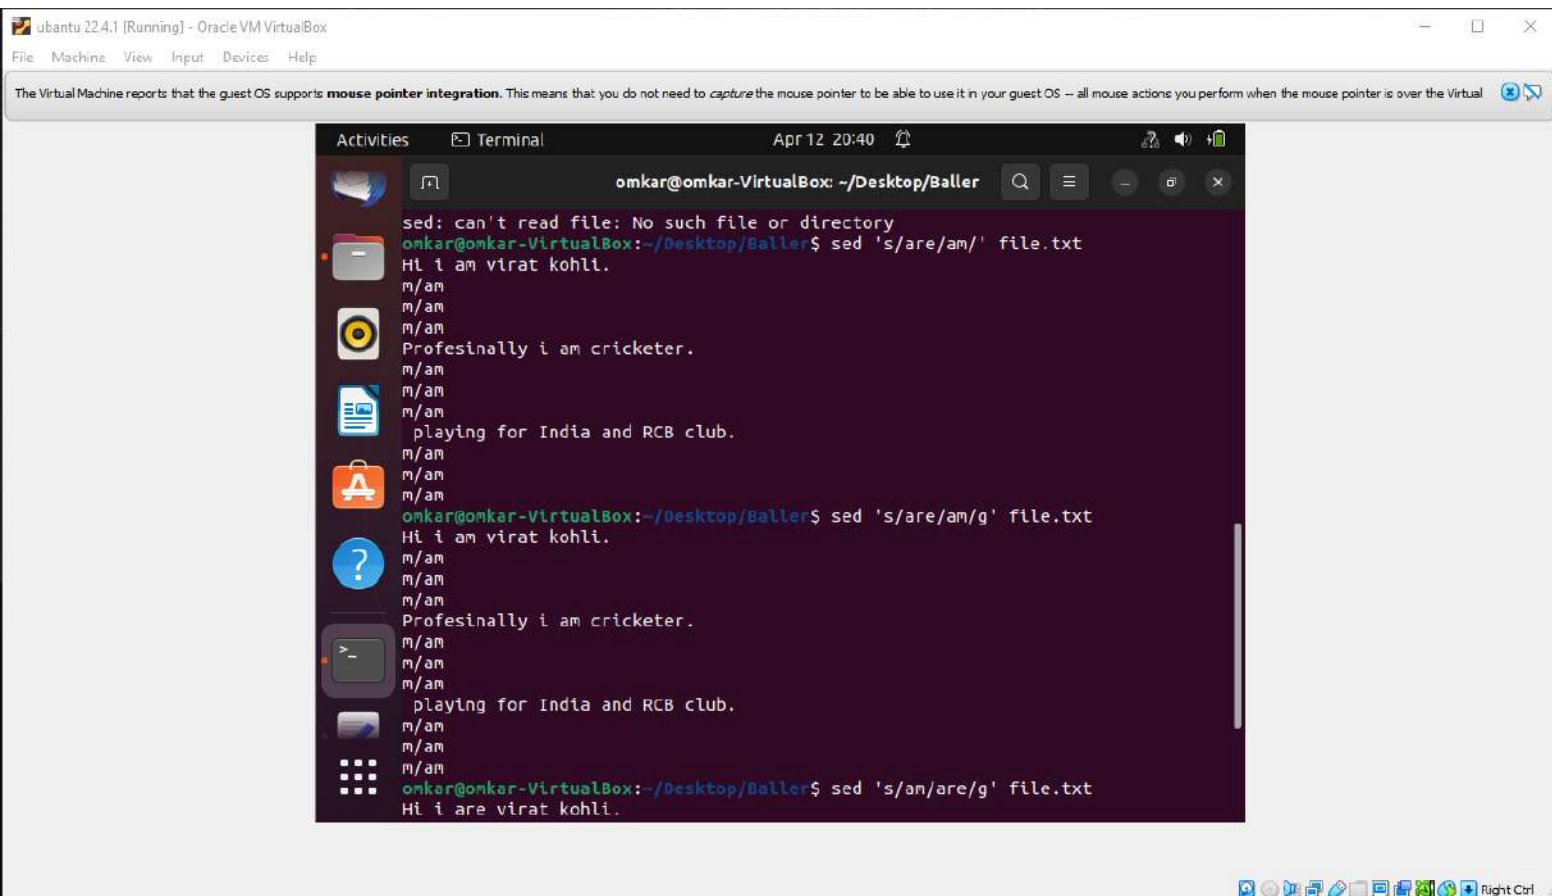 ubantu 22.4.1 [Running] - Oracle VM VirtualBox
File Machine View Input Devices Help
The Virtual Machine reports that the guest OS supports mouse pointer integration. This means that you do not need to capture the mouse pointer to be able to use it in your guest OS -- all mouse actions you perform when the mouse pointer is over the Virtual
Activities Terminal Apr 12 20:40
omkar@omkar-VirtualBox: ~/Desktop/Baller
sed: can't read file: No such file or directory
omkar@omkar-VirtualBox:~/Desktop/Baller$ sed 's/are/am/' file.txt
Hi i am virat kohli.
m/am
m/am
m/am
Profesinally i am cricketer.
m/am
m/am
m/am
playing for India and RCB club.
m/am
m/am
m/am
omkar@omkar-VirtualBox:~/Desktop/Baller$ sed 's/are/am/g' file.txt
Hi i am virat kohli.
m/am
m/am
m/am
Profesinally i am cricketer.
m/am
m/am
m/am
playing for India and RCB club.
m/am
m/am
m/am
omkar@omkar-VirtualBox:~/Desktop/Baller$ sed 's/am/are/g' file.txt
Hi i are virat kohli.
Right Ctrl